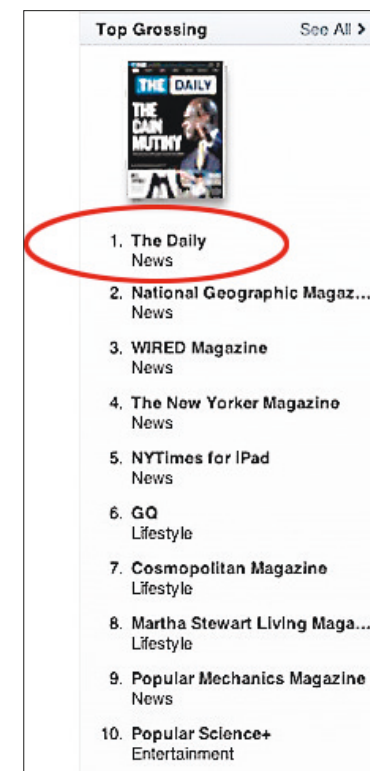 Top Grossing See All >
THE DAILY
THE
CAIN
MUTINY
1. The Daily
News
2. National Geographic Magaz...
News
3. WIRED Magazine
News
4. The New Yorker Magazine
News
5. NYTimes for iPad
News
6. GQ
Lifestyle
7. Cosmopolitan Magazine
Lifestyle
8. Martha Stewart Living Maga...
Lifestyle
9. Popular Mechanics Magazine
News
10. Popular Science+
Entertainment